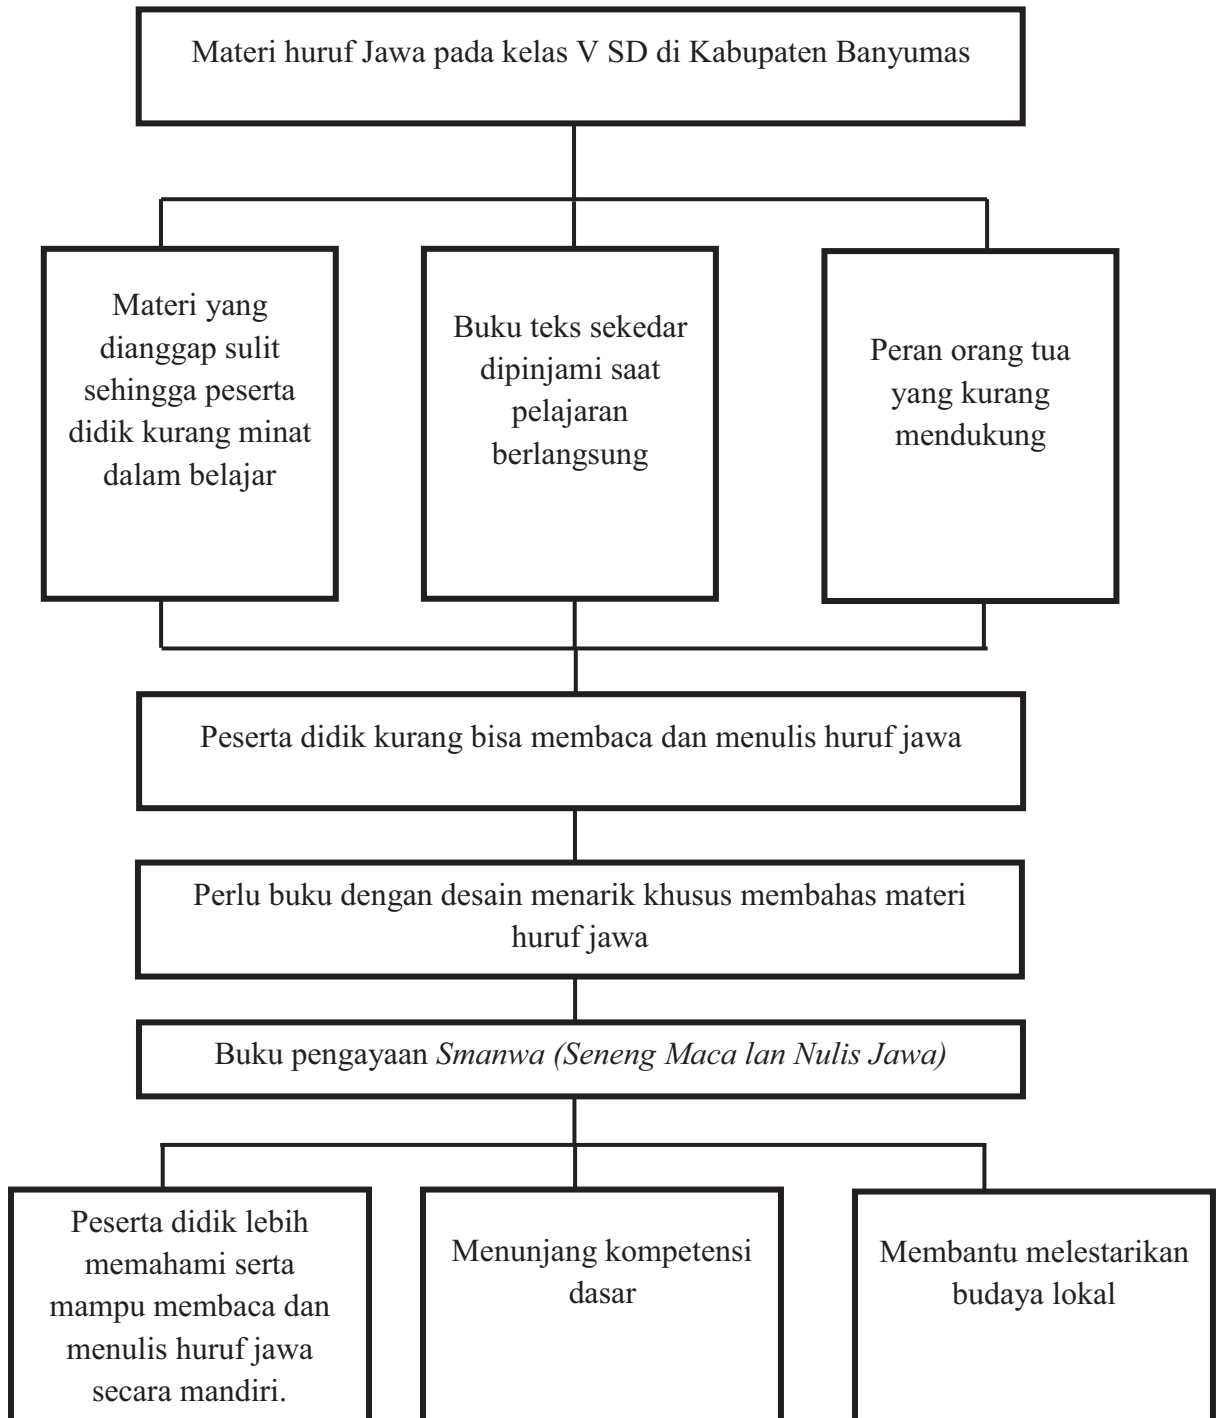 Materi huruf Jawa pada kelas V SD di Kabupaten Banyumas
Materi yang
dianggap sulit
sehingga peserta
didik kurang minat
dalam belajar
Buku teks sekedar
dipinjami saat
pelajaran
berlangsung
Peran orang tua
yang kurang
mendukung
Peserta didik kurang bisa membaca dan menulis huruf jawa
Perlu buku dengan desain menarik khusus membahas materi
huruf jawa
Buku pengayaan Smanwa (Seneng Maca lan Nulis Jawa)
Peserta didik lebih
memahami serta
mampu membaca dan
menulis huruf jawa
secara mandiri.
Menunjang kompetensi
dasar
Membantu melestarikan
budaya lokal